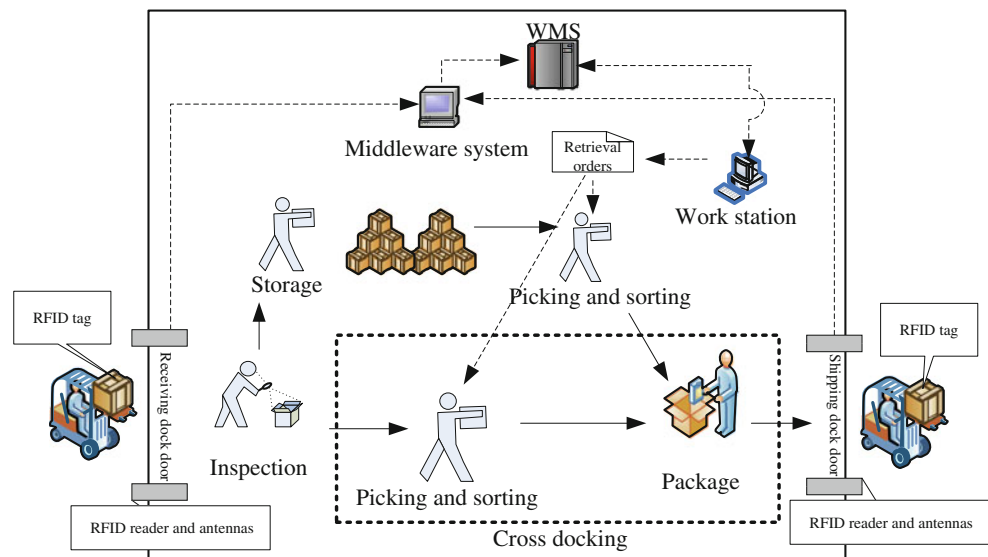 WMS
Middleware system
Retrieval
orders
Work station
Storage
Picking and sorting
RFID tag
RFID tag
Receiving dock door
Shipping dock door
Inspection
Picking and sorting
Package
RFID reader and antennas
RFID reader and antennas
Cross docking